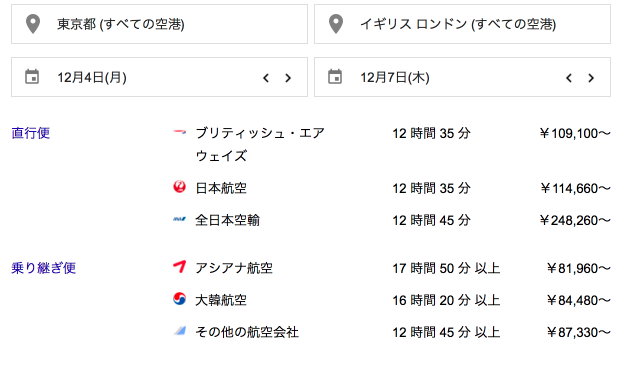 東京都 (すべての空港)
イギリス ロンドン (すべての空港)
12月4日(月)
12月7日(木)
直行便 ブリティッシュ・エア
ウェイズ 12 時間 35 分 ￥109,100～
日本航空 12 時間 35 分 ￥114,660～
ANA 全日本空輸 12 時間 45 分 ￥248,260～
乗り継ぎ便 アシアナ航空 17 時間 50 分 以上 ￥81,960～
大韓航空 16 時間 20 分 以上 ￥84,480～
その他の航空会社 12 時間 45 分 以上 ￥87,330～